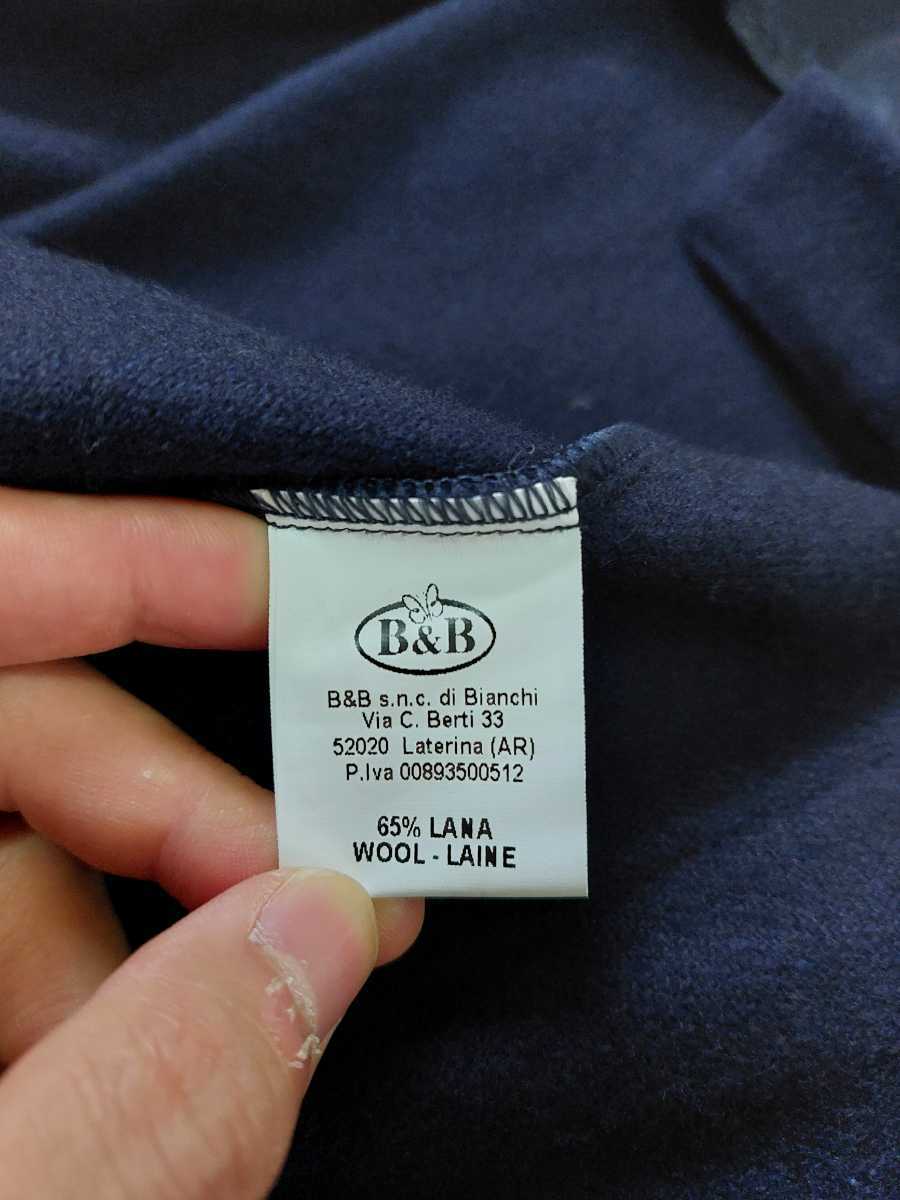 B&B
B&B s.n.c. di Bianchi
Via C. Berti 33
52020 Laterina (AR)
P.Iva 00893500512
65% LANA
WOOL - LAINE